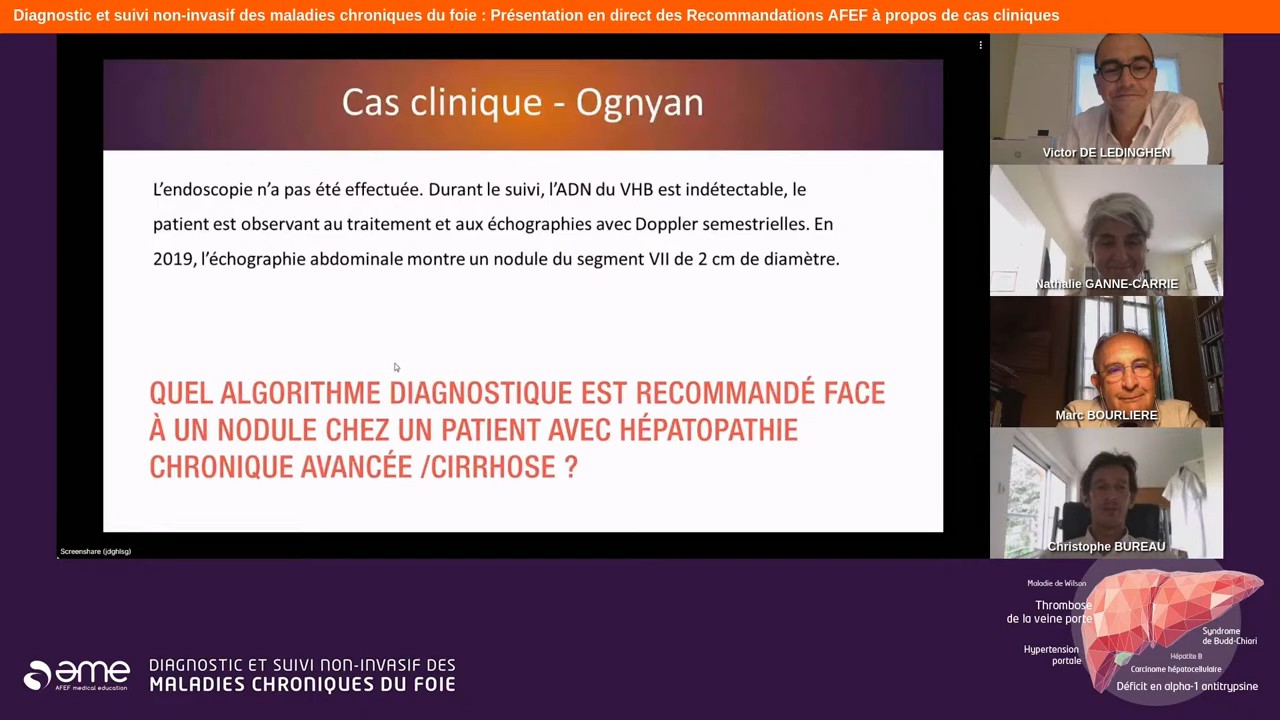 Diagnostic et suivi non-invasif des maladies chroniques du foie : Présentation en direct des Recommandations AFEF à propos de cas cliniques
Cas clinique - Ognyan
L’endoscopie n’a pas été effectuée. Durant le suivi, l’ADN du VHB est indétectable, le
patient est observant au traitement et aux échographies avec Doppler semestrielles. En
2019, l’échographie abdominale montre un nodule du segment VII de 2 cm de diamètre.
QUEL ALGORITHME DIAGNOSTIQUE EST RECOMMANDÉ FACE
À UN NODULE CHEZ UN PATIENT AVEC HÉPATOPATHIE
CHRONIQUE AVANCÉE /CIRRHOSE ?
Screenshare (jdghlsg)
Victor DE LEDINGHEN
Nathalie GANNE-CARRIE
Marc BOURLIERE
Christophe BUREAU
Maladie de Wilson
Thrombose
de la veine porte
Hypertension
portale
Syndrome
de Budd-Chiari
Hépatite B
Carcinome hépatocellulaire
Déficit en alpha-1 antitrypsine
ame
AFEF medical education
DIAGNOSTIC ET SUIVI NON-INVASIF DES
MALADIES CHRONIQUES DU FOIE